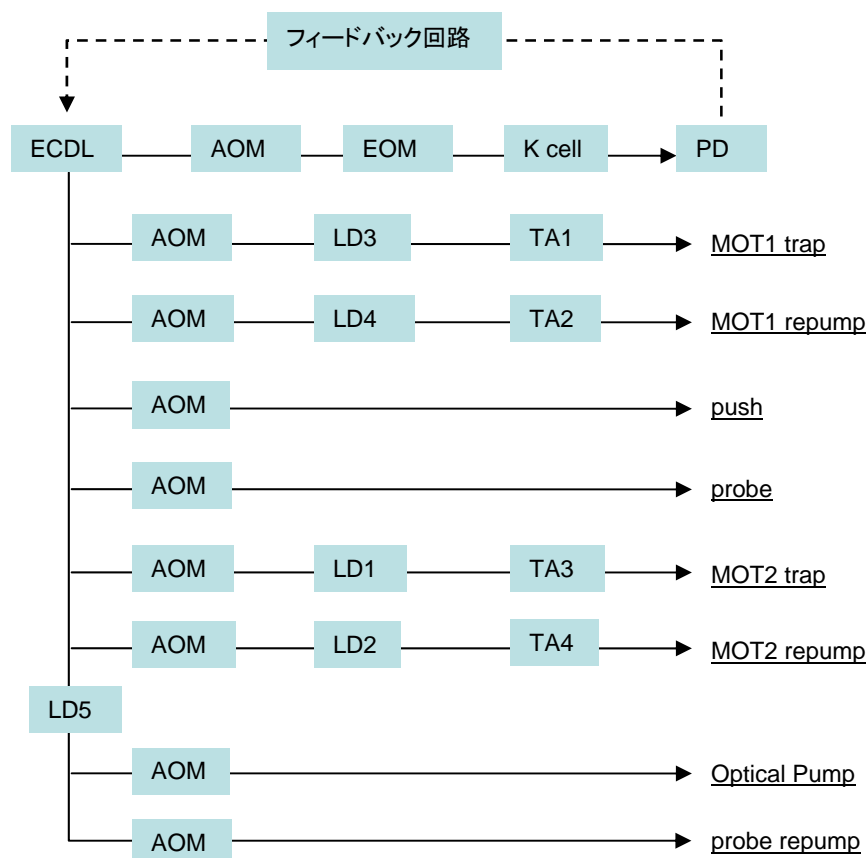 フィードバック回路
ECDL AOM EOM K cell PD
AOM LD3 TA1 MOT1 trap
AOM LD4 TA2 MOT1 repump
AOM push
AOM probe
AOM LD1 TA3 MOT2 trap
AOM LD2 TA4 MOT2 repump
LD5
AOM Optical Pump
AOM probe repump